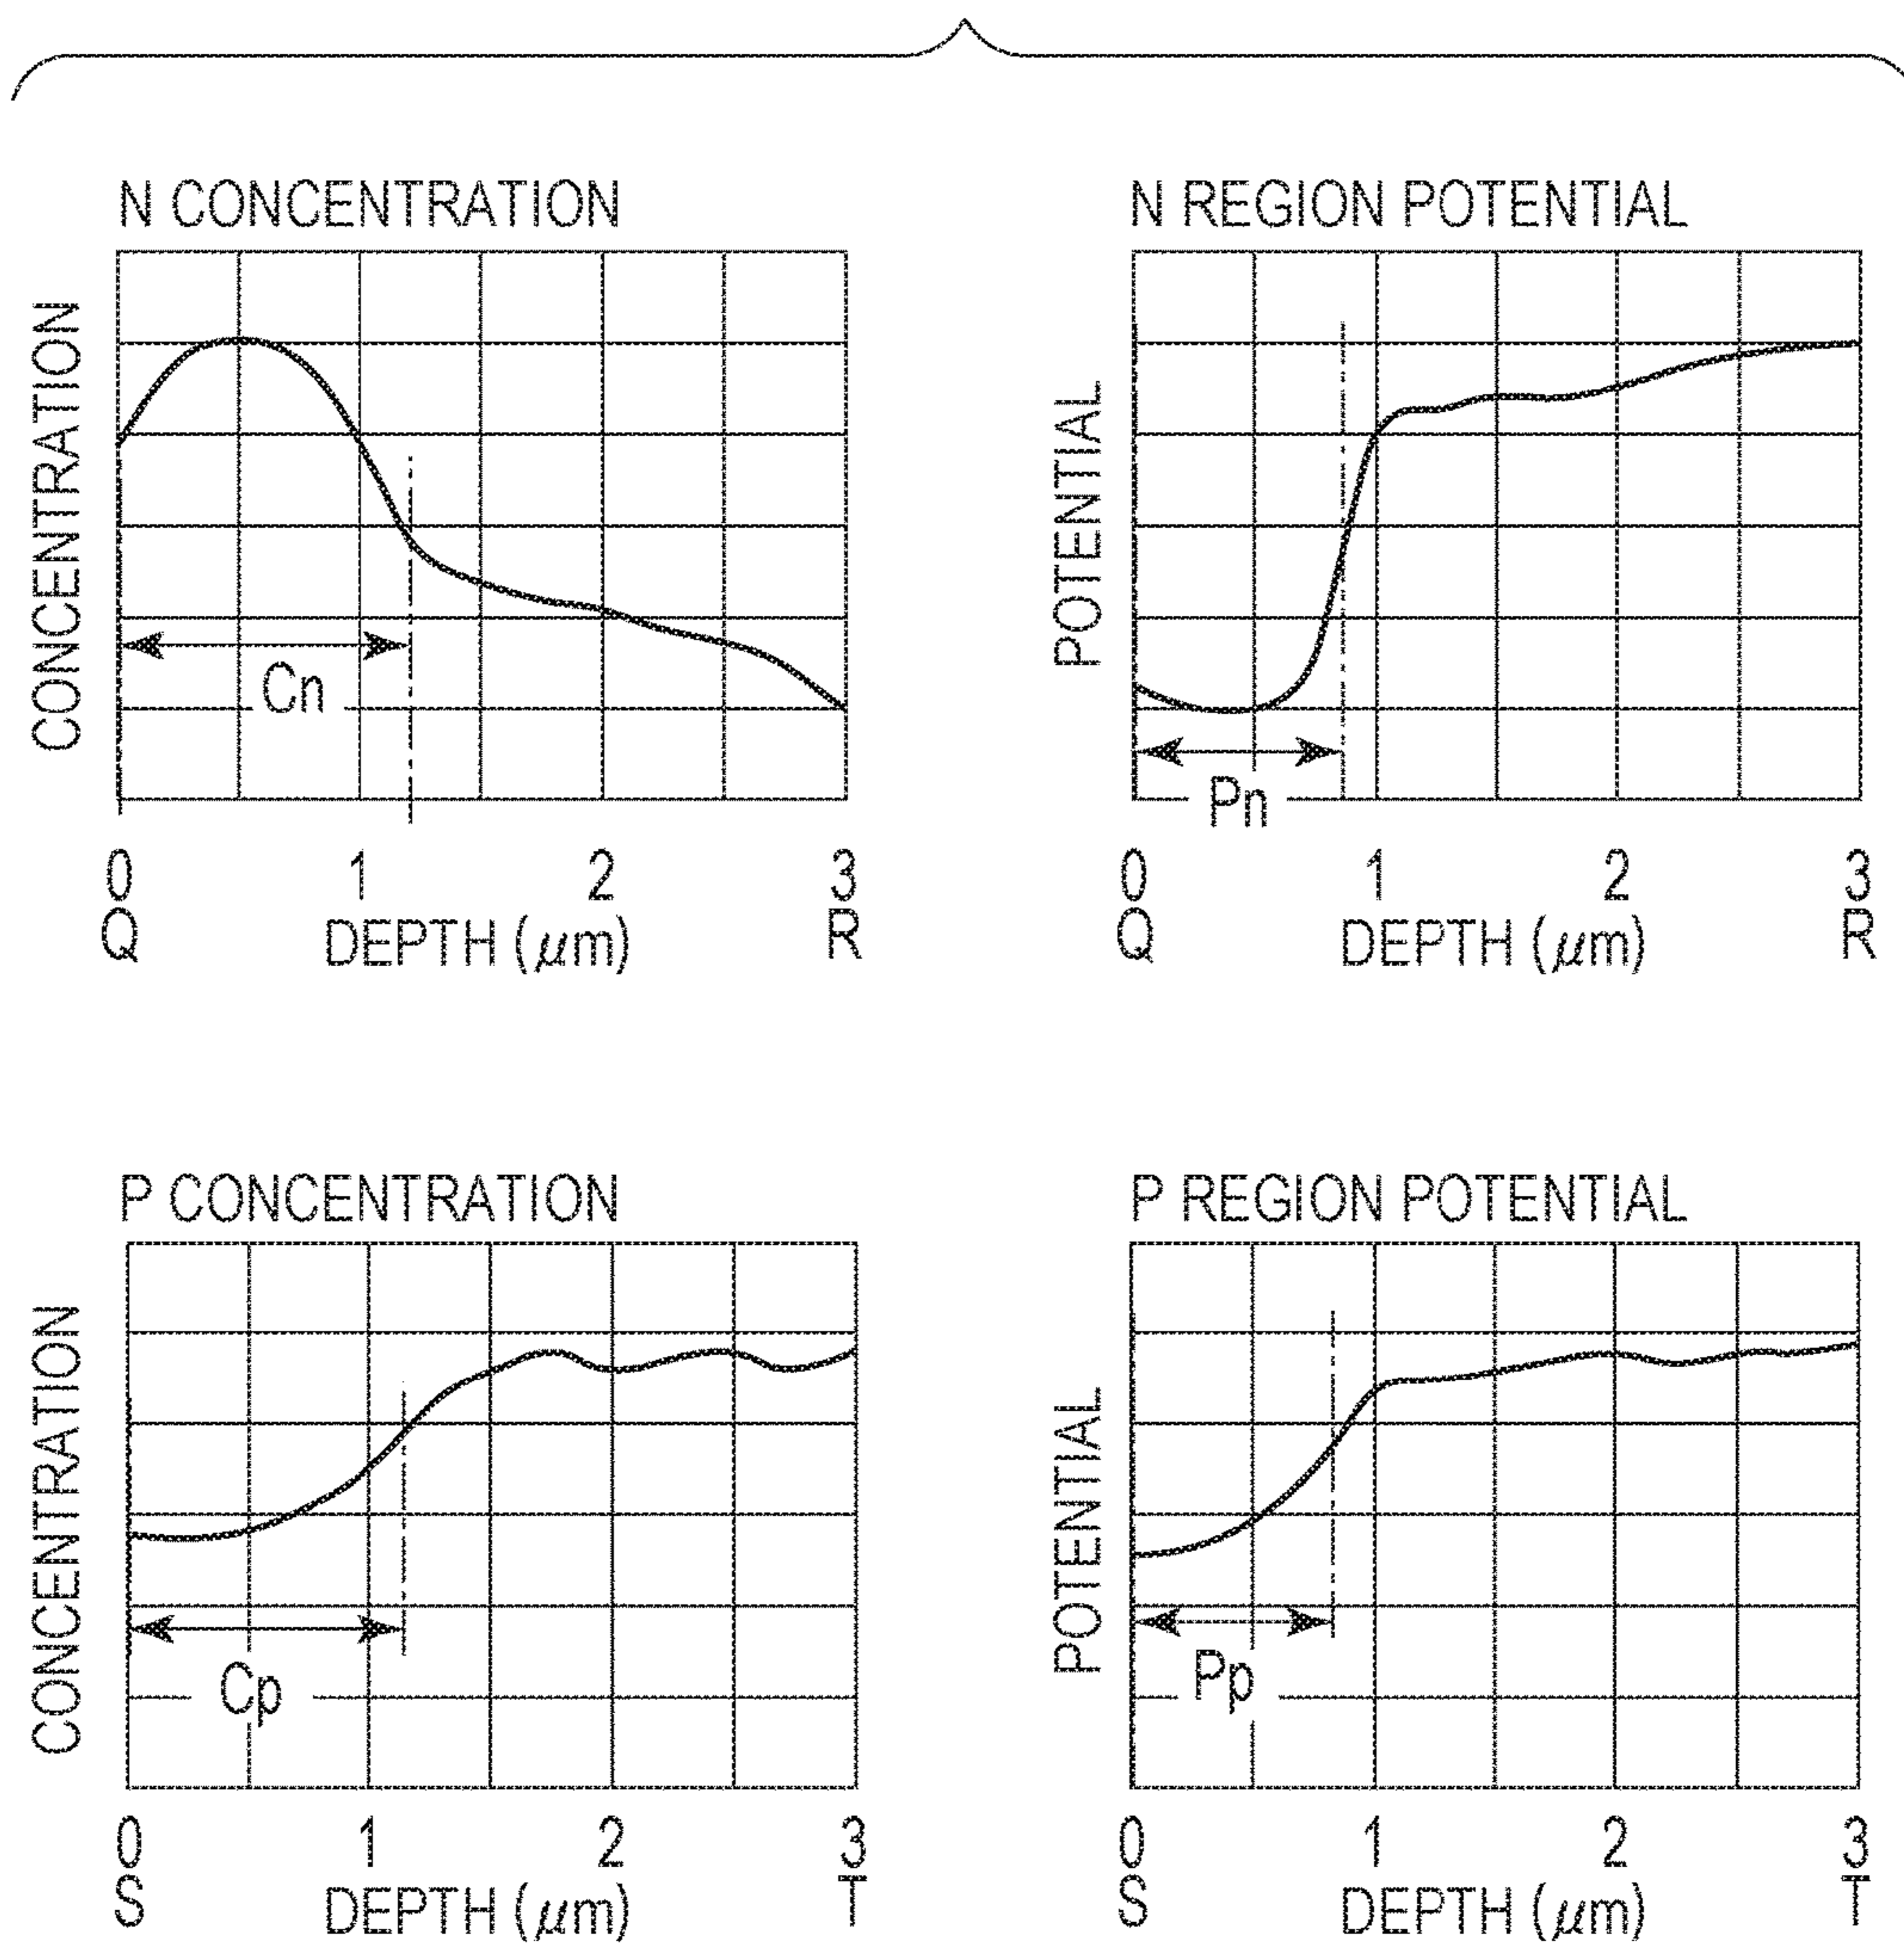 N CONCENTRATION
CONCENTRATION
Cn
0 1 2 3
Q DEPTH (μm) R
N REGION POTENTIAL
POTENTIAL
Pn
0 1 2 3
Q DEPTH (μm) R
P CONCENTRATION
CONCENTRATION
Cp
0 1 2 3
S DEPTH (μm) T
P REGION POTENTIAL
POTENTIAL
Pp
0 1 2 3
S DEPTH (μm) T